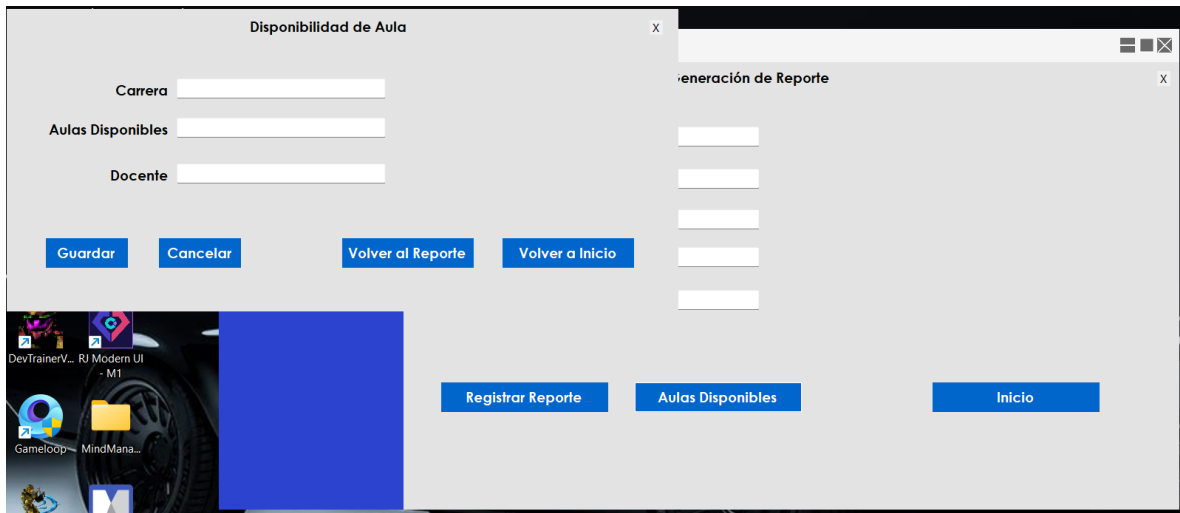 Disponibilidad de Aula
X
Carrera
Aulas Disponibles
Docente
Guardar
Cancelar
Volver al Reporte
Volver a Inicio
eneración de Reporte
X
Registrar Reporte
Aulas Disponibles
Inicio
DevTrainerV...
RJ Modern UI
- M1
Gameloop
MindMana...